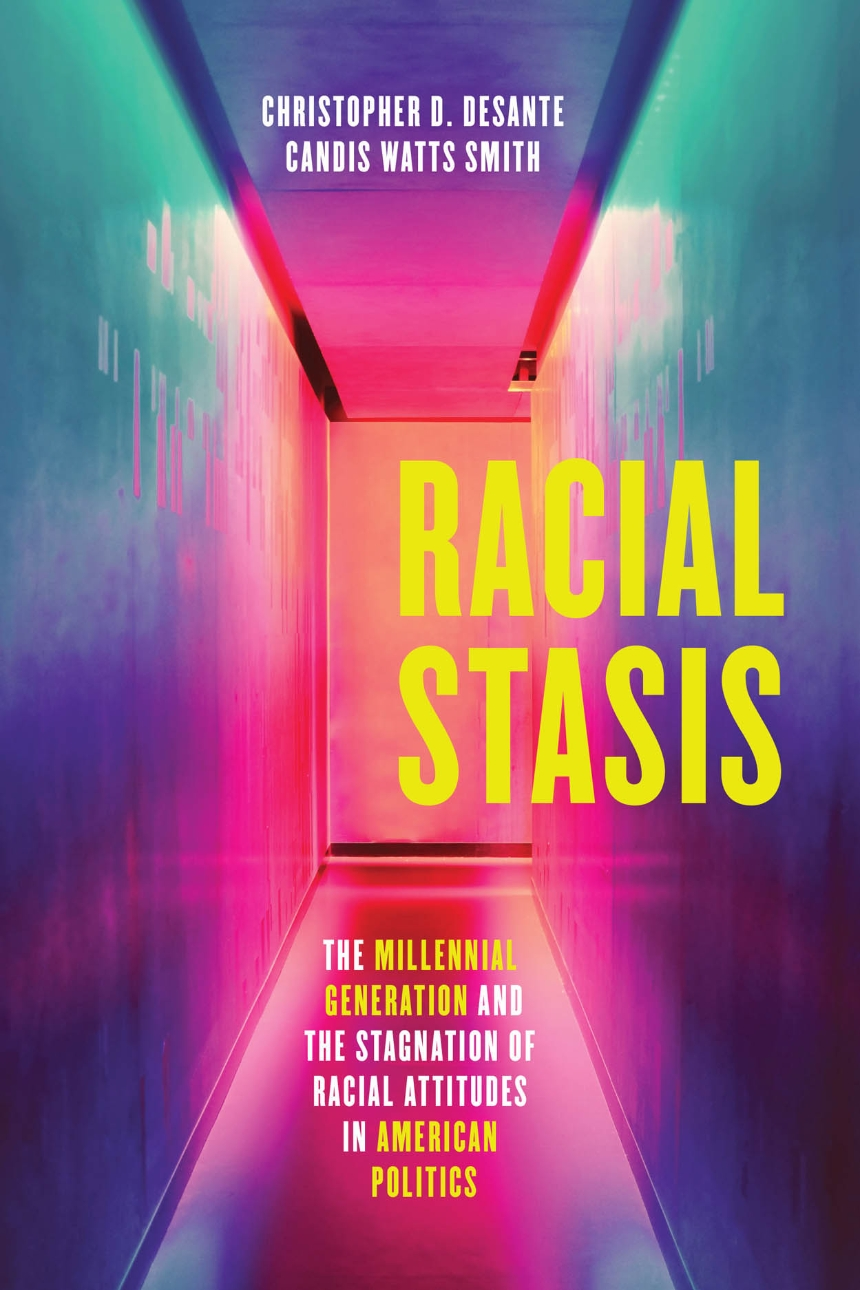 CHRISTOPHER D. DESANTE
CANDIS WATTS SMITH
RACIAL
STASIS
THE MILLENNIAL
GENERATION AND
THE STAGNATION OF
RACIAL ATTITUDES
IN AMERICAN
POLITICS